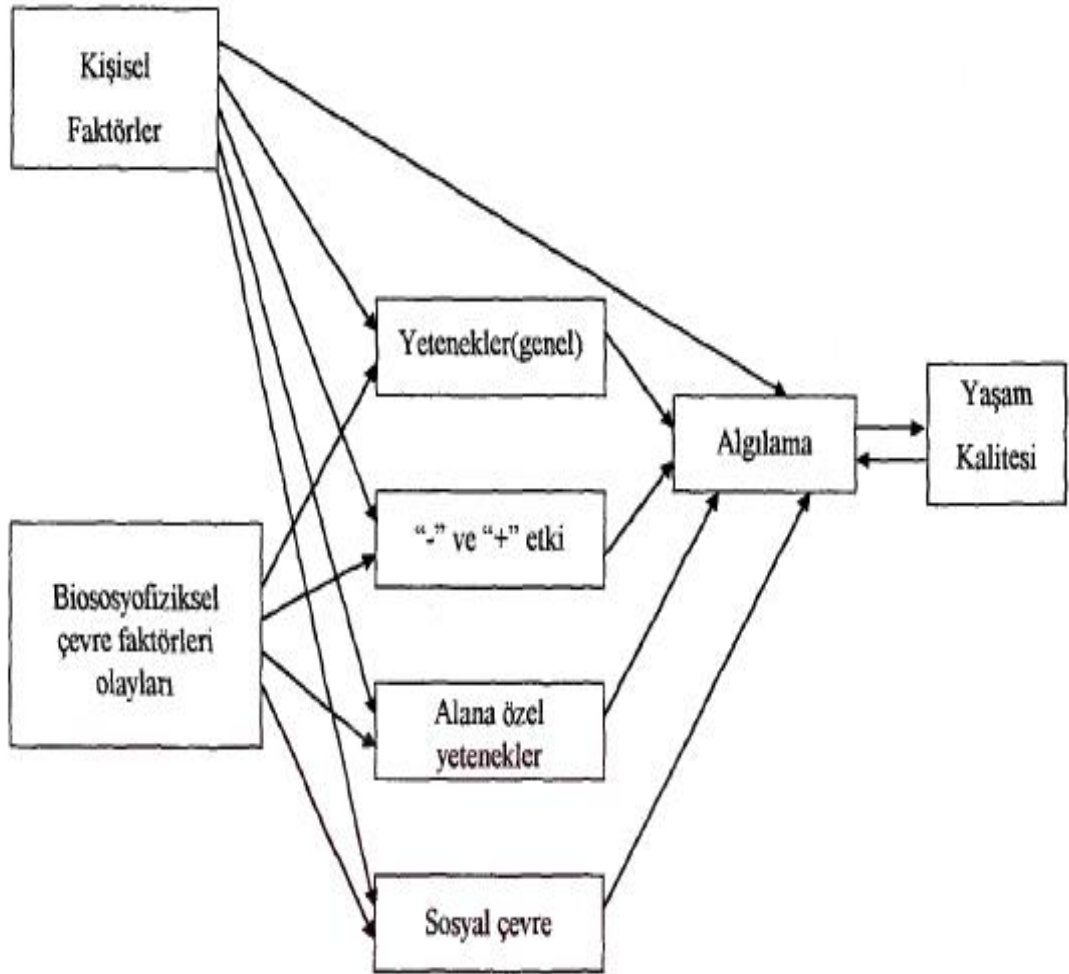 Kişisel
Faktörler
Yetenekler(genel)
Yaşam
Kalitesi
Algılama
“-” ve “+” etki
Biososyofiziksel
çevre faktörleri
olayları
Alana özel
yetenekler
Sosyal çevre